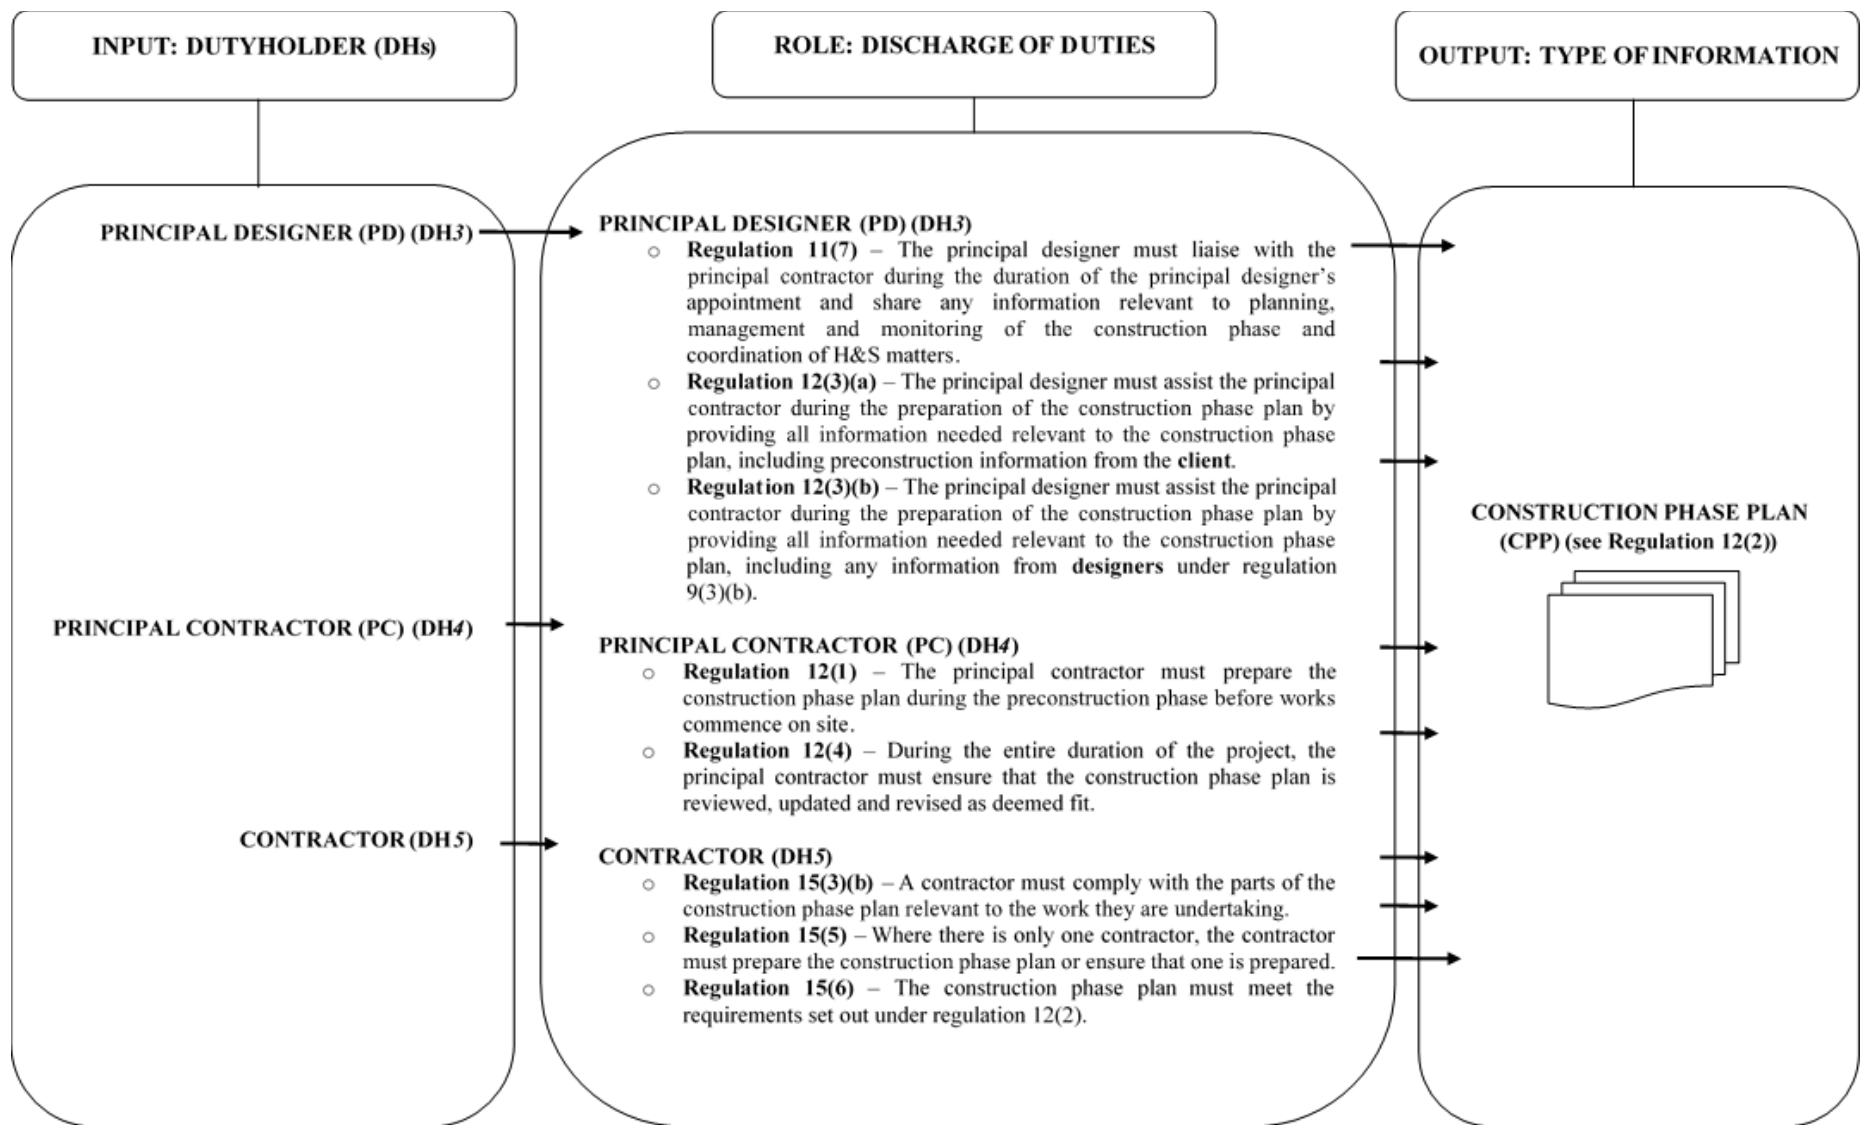 INPUT: DUTYHOLDER (DHs)
ROLE: DISCHARGE OF DUTIES
OUTPUT: TYPE OF INFORMATION
PRINCIPAL DESIGNER (PD) (DH3)
PRINCIPAL CONTRACTOR (PC) (DH4)
CONTRACTOR (DH5)
PRINCIPAL DESIGNER (PD) (DH3)
o Regulation 11(7) – The principal designer must liaise with the
principal contractor during the duration of the principal designer's
appointment and share any information relevant to planning,
management and monitoring of the construction phase and
coordination of H&S matters.
o Regulation 12(3)(a) – The principal designer must assist the principal
contractor during the preparation of the construction phase plan by
providing all information needed relevant to the construction phase
plan, including preconstruction information from the client.
o Regulation 12(3)(b) – The principal designer must assist the principal
contractor during the preparation of the construction phase plan by
providing all information needed relevant to the construction phase
plan, including any information from designers under regulation
9(3)(b).
PRINCIPAL CONTRACTOR (PC) (DH4)
o Regulation 12(1) – The principal contractor must prepare the
construction phase plan during the preconstruction phase before works
commence on site.
o Regulation 12(4) – During the entire duration of the project, the
principal contractor must ensure that the construction phase plan is
reviewed, updated and revised as deemed fit.
CONTRACTOR (DH5)
o Regulation 15(3)(b) – A contractor must comply with the parts of the
construction phase plan relevant to the work they are undertaking.
o Regulation 15(5) – Where there is only one contractor, the contractor
must prepare the construction phase plan or ensure that one is prepared.
o Regulation 15(6) – The construction phase plan must meet the
requirements set out under regulation 12(2).
CONSTRUCTION PHASE PLAN
(CPP) (see Regulation 12(2))